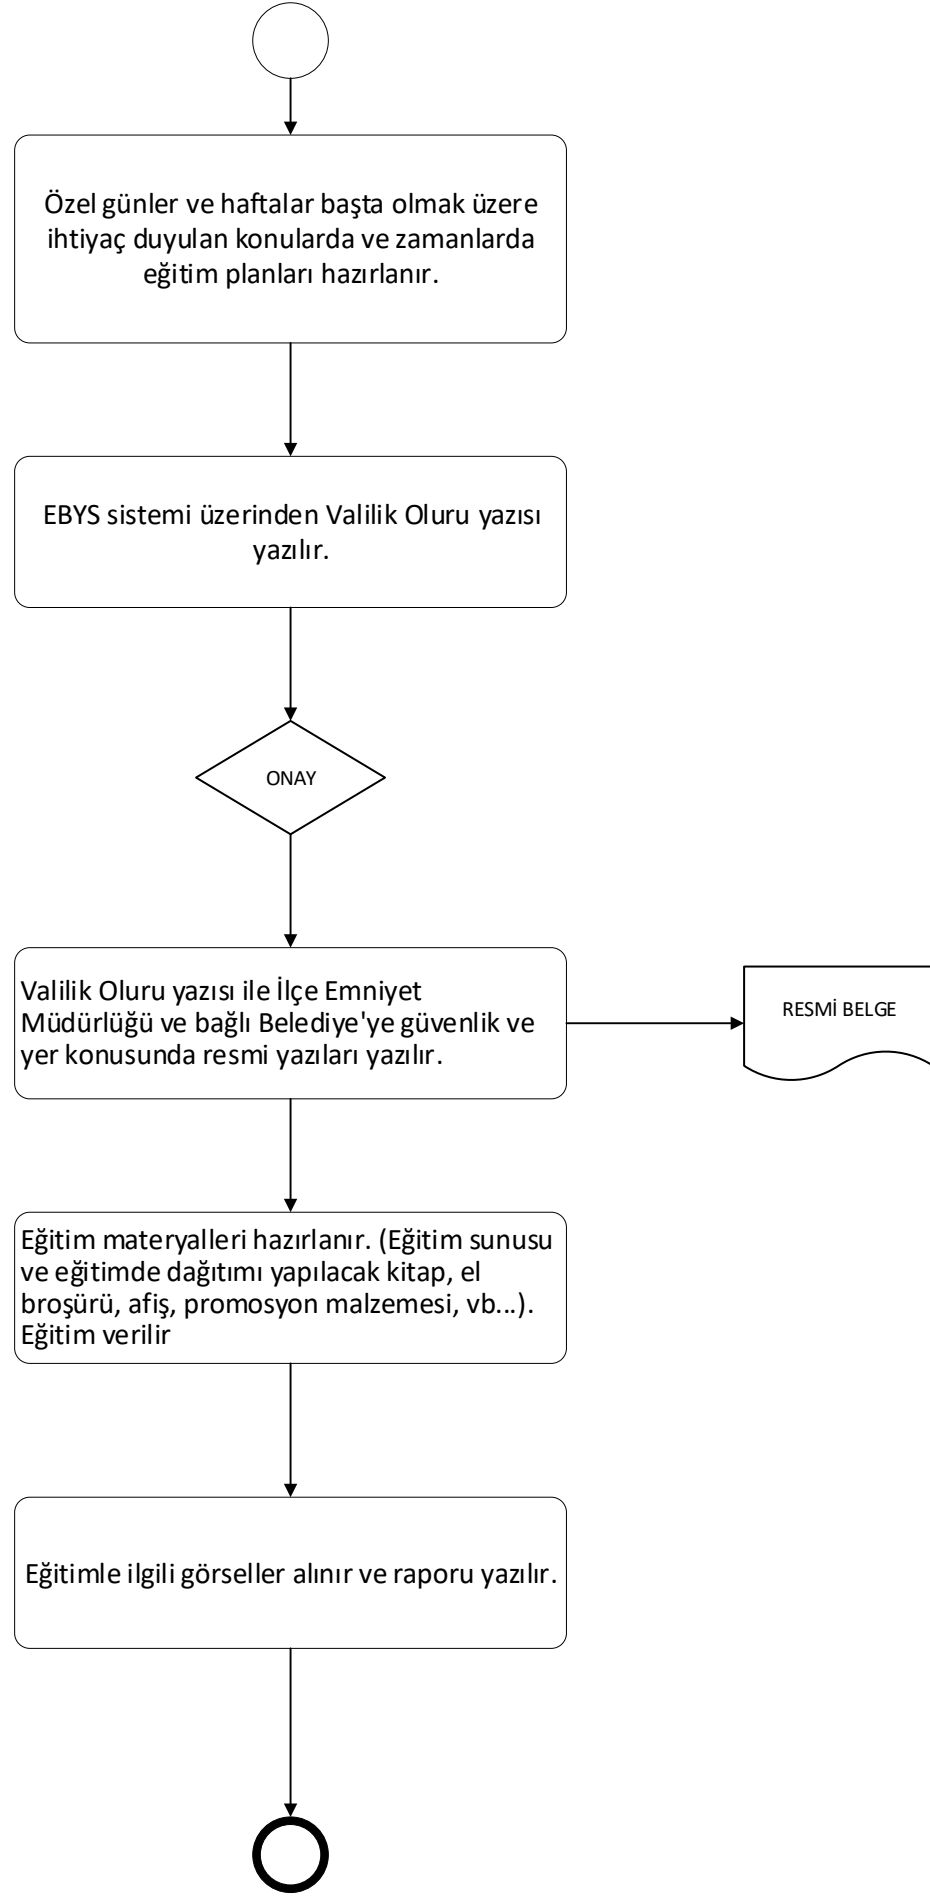 Özel günler ve haftalar başta olmak üzere
ihtiyaç duyulan konularda ve zamanlarda
eğitim planları hazırlanır.
EBYS sistemi üzerinden Valilik Oluru yazısı
yazılır.
ONAY
Valilik Oluru yazısı ile İlçe Emniyet
Müdürlüğü ve bağlı Belediye'ye güvenlik ve
yer konusunda resmi yazıları yazılır.
RESMİ BELGE
Eğitim materyalleri hazırlanır. (Eğitim sunusu
ve eğitimde dağıtımı yapılacak kitap, el
broşürü, afiş, promosyon malzemesi, vb...).
Eğitim verilir
Eğitimle ilgili görseller alınır ve raporu yazılır.